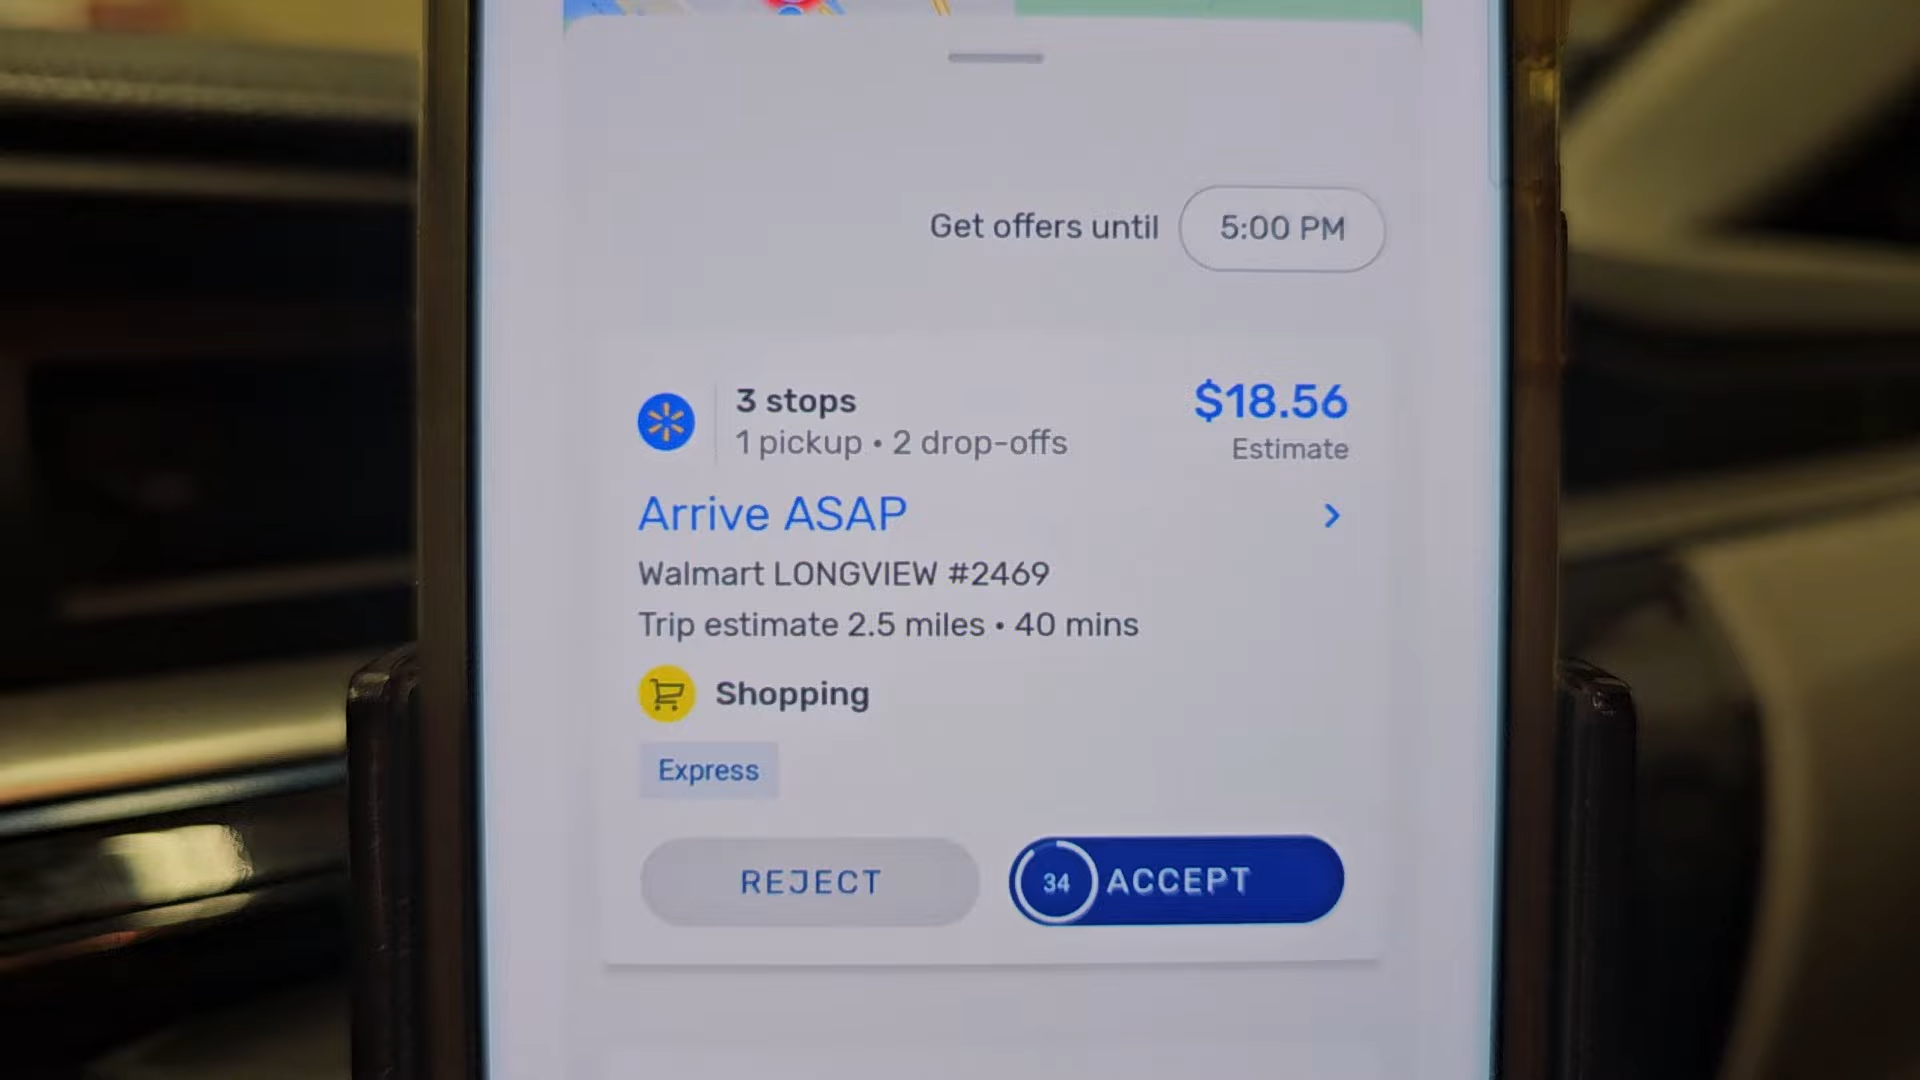 Get offers until 5:00 PM
3 stops
$18.56
1 pickup • 2 drop-offs
Estimate
Arrive ASAP
Walmart LONGVIEW #2469
Trip estimate 2.5 miles • 40 mins
Shopping
Express
REJECT
34 ACCEPT